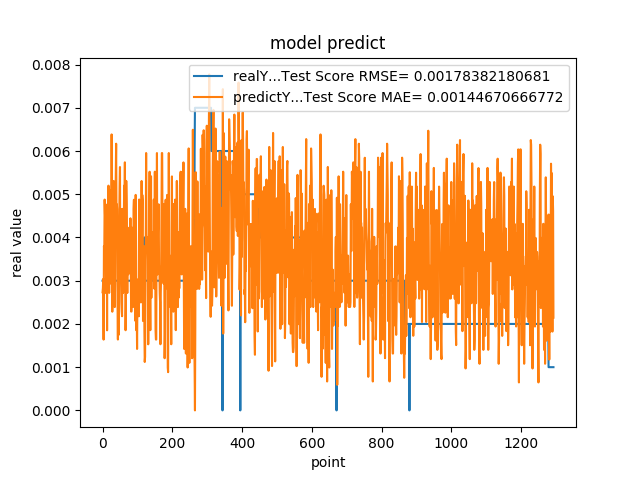 model predict
realY...Test Score RMSE= 0.00178382180681
predictY...Test Score MAE= 0.00144670666772
real value
0.008
0.007
0.006
0.005
0.004
0.003
0.002
0.001
0.000
0 200 400 600 800 1000 1200
point